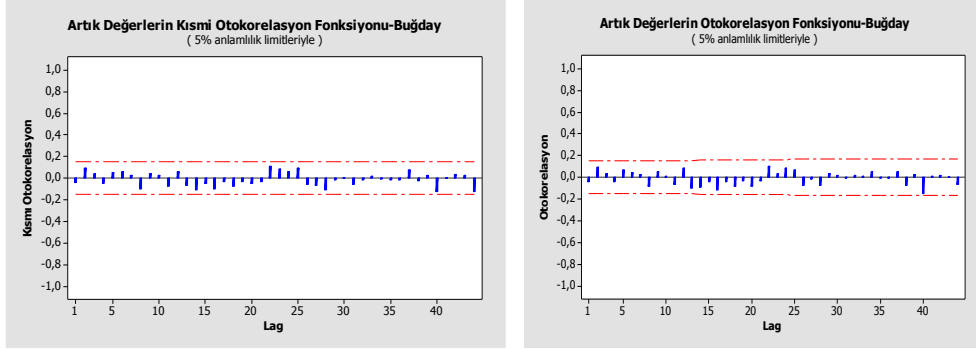 Artık Değerlerin Kısmi Otokorelasyon Fonksiyonu-Buğday
( 5% anlamlılık limitleriyle )
1,0
0,8
0,6
0,4
0,2
0,0
-0,2
-0,4
-0,6
-0,8
-1,0
Kısmı Otokorelasyon
1 5 10 15 20 25 30 35 40
Lag
Artık Değerlerin Otokorelasyon Fonksiyonu-Buğday
( 5% anlamlılık limitleriyle )
1,0
0,8
0,6
0,4
0,2
0,0
-0,2
-0,4
-0,6
-0,8
-1,0
Otokorelasyon
1 5 10 15 20 25 30 35 40
Lag